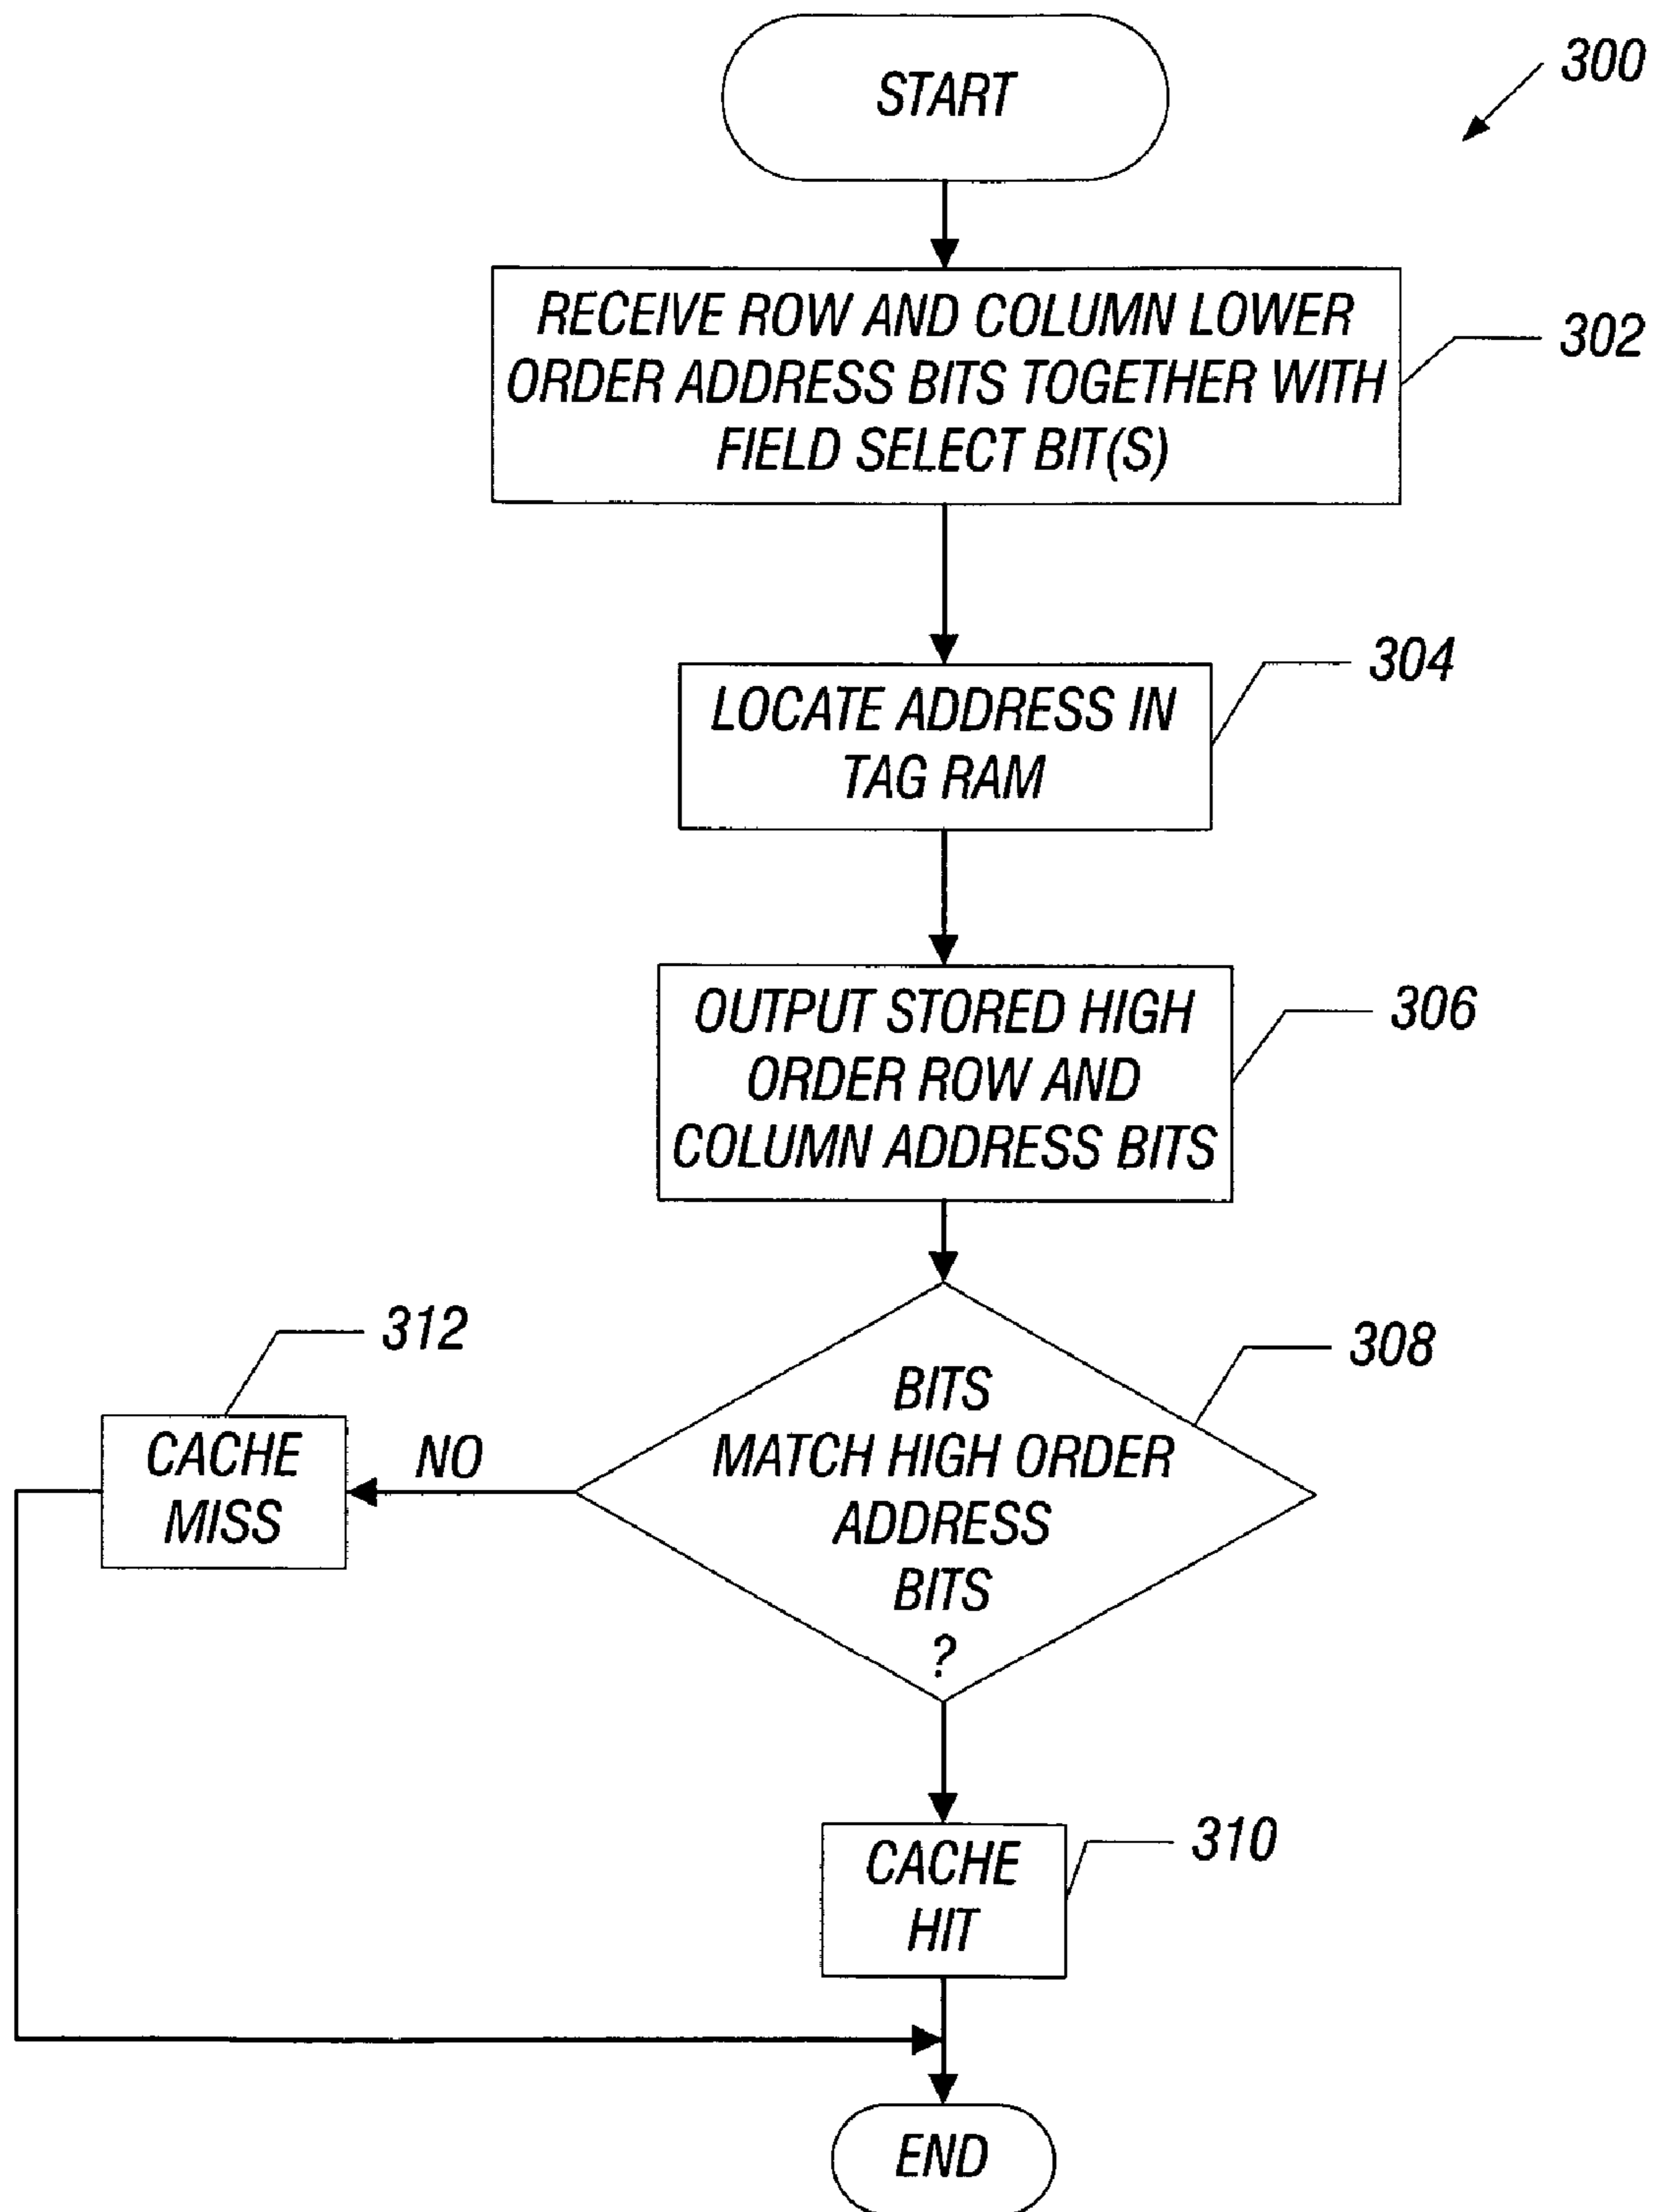 START
300
RECEIVE ROW AND COLUMN LOWER
ORDER ADDRESS BITS TOGETHER WITH
FIELD SELECT BIT(S)
302
LOCATE ADDRESS IN
TAG RAM
304
OUTPUT STORED HIGH
ORDER ROW AND
COLUMN ADDRESS BITS
306
BITS
MATCH HIGH ORDER
ADDRESS
BITS
?
308
NO
CACHE
MISS
312
CACHE
HIT
310
END